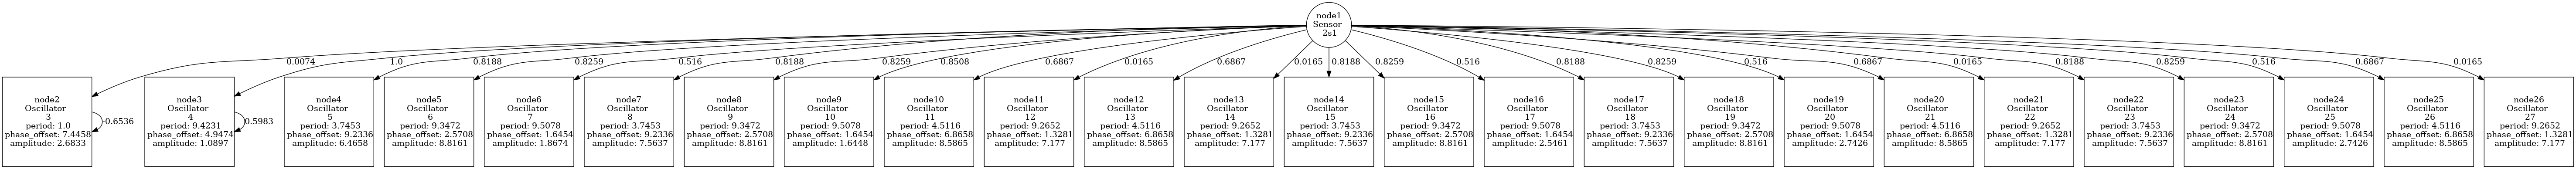 node1
Sensor
2s1
0.0074
-1.0
-0.8188
-0.8259
0.516
-0.8188
-0.8259
0.8508
-0.6867
0.0165
-0.6867
0.0165
-0.8188
-0.8259
0.516
-0.8188
-0.8259
0.516
-0.6867
0.0165
-0.8188
-0.8259
0.516
-0.6867
0.0165
node2
Oscillator
3
period: 1.0
phase_offset: 7.4458
amplitude: 2.6833
-0.6536
node3
Oscillator
4
period: 9.4231
phase_offset: 4.9474
amplitude: 1.0897
0.5983
node4
Oscillator
5
period: 3.7453
phase_offset: 9.2336
amplitude: 6.4658
node5
Oscillator
6
period: 9.3472
phase_offset: 2.5708
amplitude: 8.8161
node6
Oscillator
7
period: 9.5078
phase_offset: 1.6454
amplitude: 1.8674
node7
Oscillator
8
period: 3.7453
phase_offset: 9.2336
amplitude: 7.5637
node8
Oscillator
9
period: 9.3472
phase_offset: 2.5708
amplitude: 8.8161
node9
Oscillator
10
period: 9.5078
phase_offset: 1.6454
amplitude: 1.6448
node10
Oscillator
11
period: 4.5116
phase_offset: 6.8658
amplitude: 8.5865
node11
Oscillator
12
period: 9.2652
phase_offset: 1.3281
amplitude: 7.177
node12
Oscillator
13
period: 4.5116
phase_offset: 6.8658
amplitude: 8.5865
node13
Oscillator
14
period: 9.2652
phase_offset: 1.3281
amplitude: 7.177
node14
Oscillator
15
period: 3.7453
phase_offset: 9.2336
amplitude: 7.5637
node15
Oscillator
16
period: 9.3472
phase_offset: 2.5708
amplitude: 8.8161
node16
Oscillator
17
period: 9.5078
phase_offset: 1.6454
amplitude: 2.5461
node17
Oscillator
18
period: 3.7453
phase_offset: 9.2336
amplitude: 7.5637
node18
Oscillator
19
period: 9.3472
phase_offset: 2.5708
amplitude: 8.8161
node19
Oscillator
20
period: 9.5078
phase_offset: 1.6454
amplitude: 2.7426
node20
Oscillator
21
period: 4.5116
phase_offset: 6.8658
amplitude: 8.5865
node21
Oscillator
22
period: 9.2652
phase_offset: 1.3281
amplitude: 7.177
node22
Oscillator
23
period: 3.7453
phase_offset: 9.2336
amplitude: 7.5637
node23
Oscillator
24
period: 9.3472
phase_offset: 2.5708
amplitude: 8.8161
node24
Oscillator
25
period: 9.5078
phase_offset: 1.6454
amplitude: 2.7426
node25
Oscillator
26
period: 4.5116
phase_offset: 6.8658
amplitude: 8.5865
node26
Oscillator
27
period: 9.2652
phase_offset: 1.3281
amplitude: 7.177